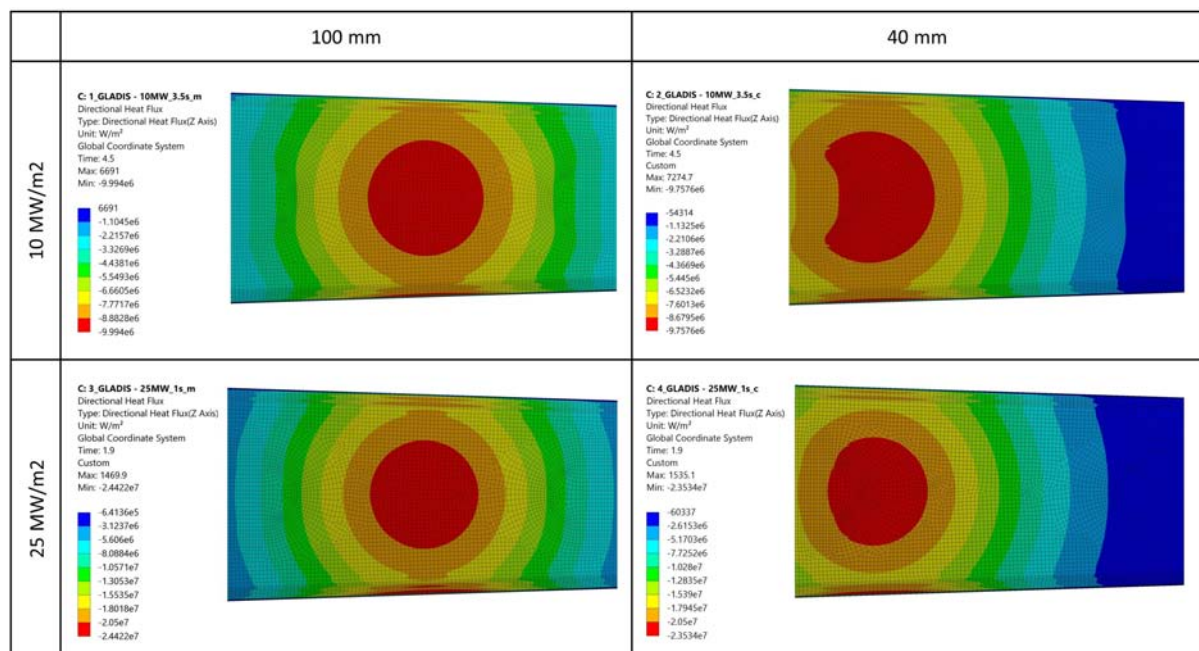 100 mm
40 mm
10 MW/m2
C: 1_GLADIS - 10MW_3.5s_m
Directional Heat Flux
Type: Directional Heat Flux(Z Axis)
Unit: W/m²
Global Coordinate System
Time: 4.5
Max: 6691
Min: -9.994e6
6691
-1.1045e6
-2.2157e6
-3.3269e6
-4.4381e6
-5.5493e6
-6.6605e6
-7.7717e6
-8.8828e6
-9.994e6
C: 2_GLADIS - 10MW_3.5s_c
Directional Heat Flux
Type: Directional Heat Flux(Z Axis)
Unit: W/m²
Global Coordinate System
Time: 4.5
Custom
Max: 7274.7
Min: -9.7576e6
-54314
-1.1325e6
-2.2106e6
-3.2887e6
-4.3669e6
-5.445e6
-6.5232e6
-7.6013e6
-8.6795e6
-9.7576e6
25 MW/m2
C: 3_GLADIS - 25MW_1s_m
Directional Heat Flux
Type: Directional Heat Flux(Z Axis)
Unit: W/m²
Global Coordinate System
Time: 1.9
Custom
Max: 1469.9
Min: -2.4422e7
-6.4136e5
-3.1237e6
-5.606e6
-8.0884e6
-1.0571e7
-1.3053e7
-1.5535e7
-1.8018e7
-2.05e7
-2.4422e7
C: 4_GLADIS - 25MW_1s_c
Directional Heat Flux
Type: Directional Heat Flux(Z Axis)
Unit: W/m²
Global Coordinate System
Time: 1.9
Custom
Max: 1535.1
Min: -2.3534e7
-60337
-2.6153e6
-5.1703e6
-7.7252e6
-1.028e7
-1.2835e7
-1.539e7
-1.7945e7
-2.05e7
-2.3534e7